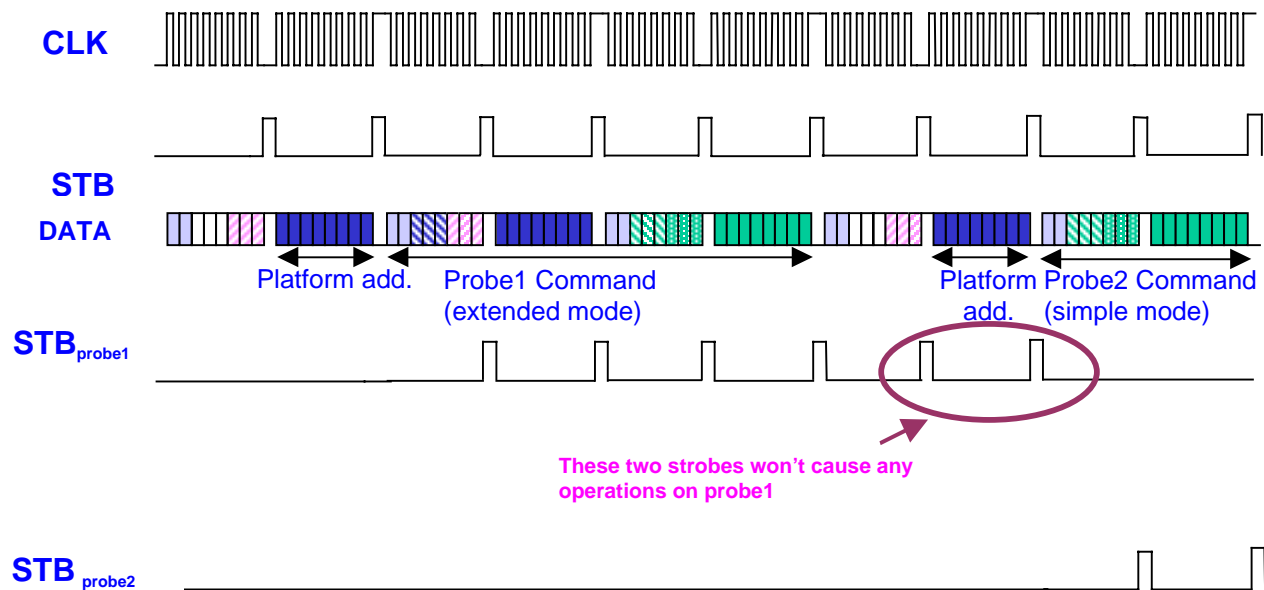 CLK
STB
DATA
Platform add.
Probe1 Command
(extended mode)
Platform
add.
Probe2 Command
(simple mode)
STBprobe1
These two strobes won't cause any
operations on probe1
STB probe2